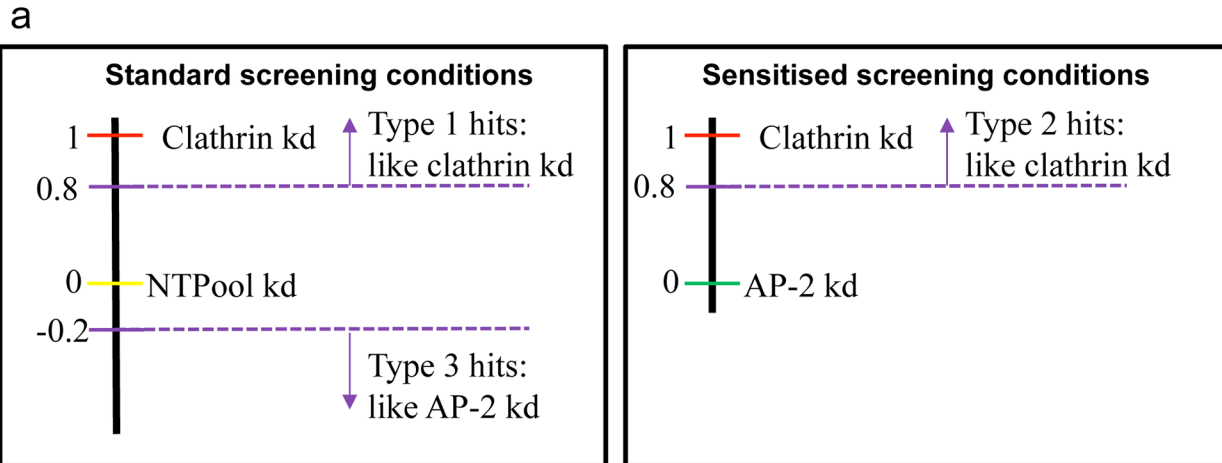 a
Standard screening conditions
1
Clathrin kd
Type 1 hits:
like clathrin kd
0.8
0
NTPool kd
-0.2
Type 3 hits:
like AP-2 kd
Sensitised screening conditions
1
Clathrin kd
Type 2 hits:
like clathrin kd
0.8
0
AP-2 kd